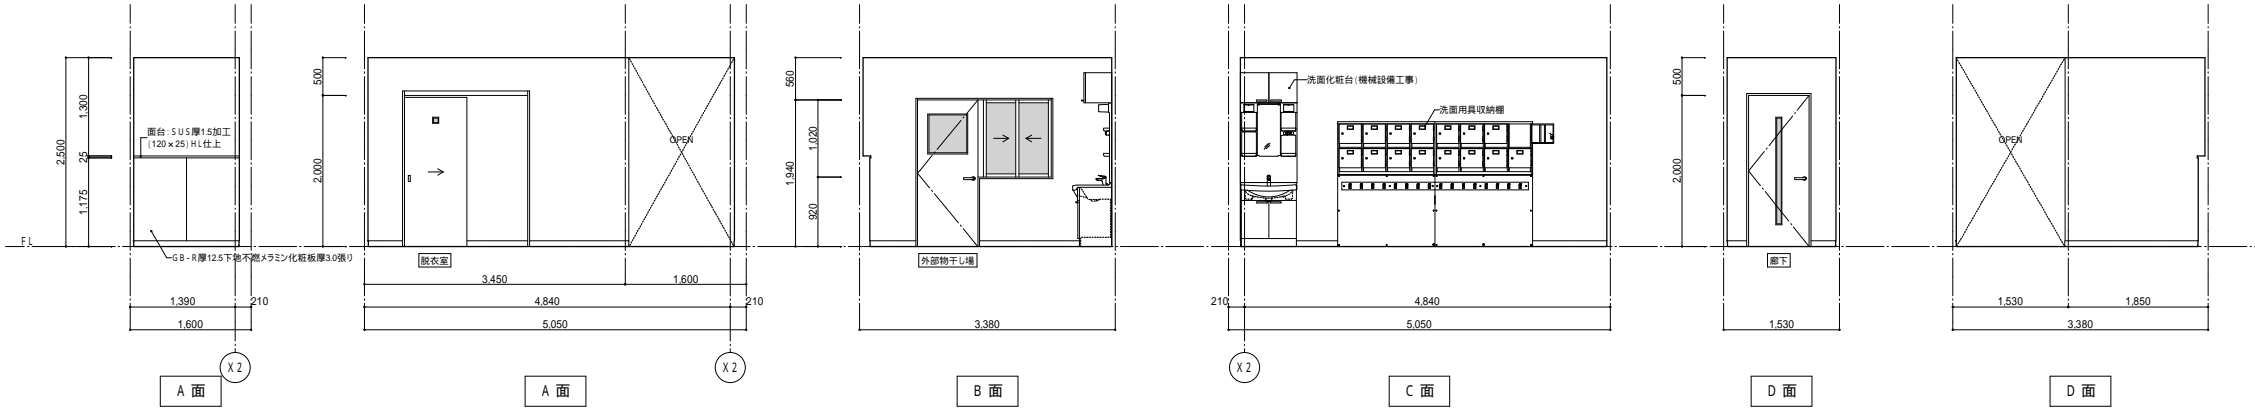 2,500
1,300
25
1,175
面台:SUS厚1.5加工
(120×25)HL仕上
GB-R厚12.5下地不燃メラミン化粧板厚3.0張り
FL
1,390
210
1,600
X2
A 面
500
2,000
OPEN
脱衣室
3,450
1,600
4,840
210
5,050
X2
A 面
560
1,020
1,940
920
外部物干し場
3,380
B 面
洗面化粧台(機械設備工事)
洗面用具収納棚
210
4,840
5,050
X2
C 面
500
2,000
廊下
1,530
D 面
OPEN
1,530
1,850
3,380
D 面